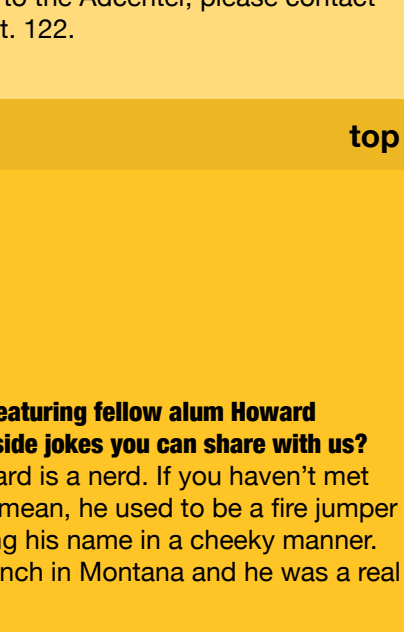 to the Adcenter, please contact
t. 122.
top
eaturing fellow alum Howard
side jokes you can share with us?
ard is a nerd. If you haven’t met
mean, he used to be a fire jumper
ng his name in a cheeky manner.
nch in Montana and he was a real